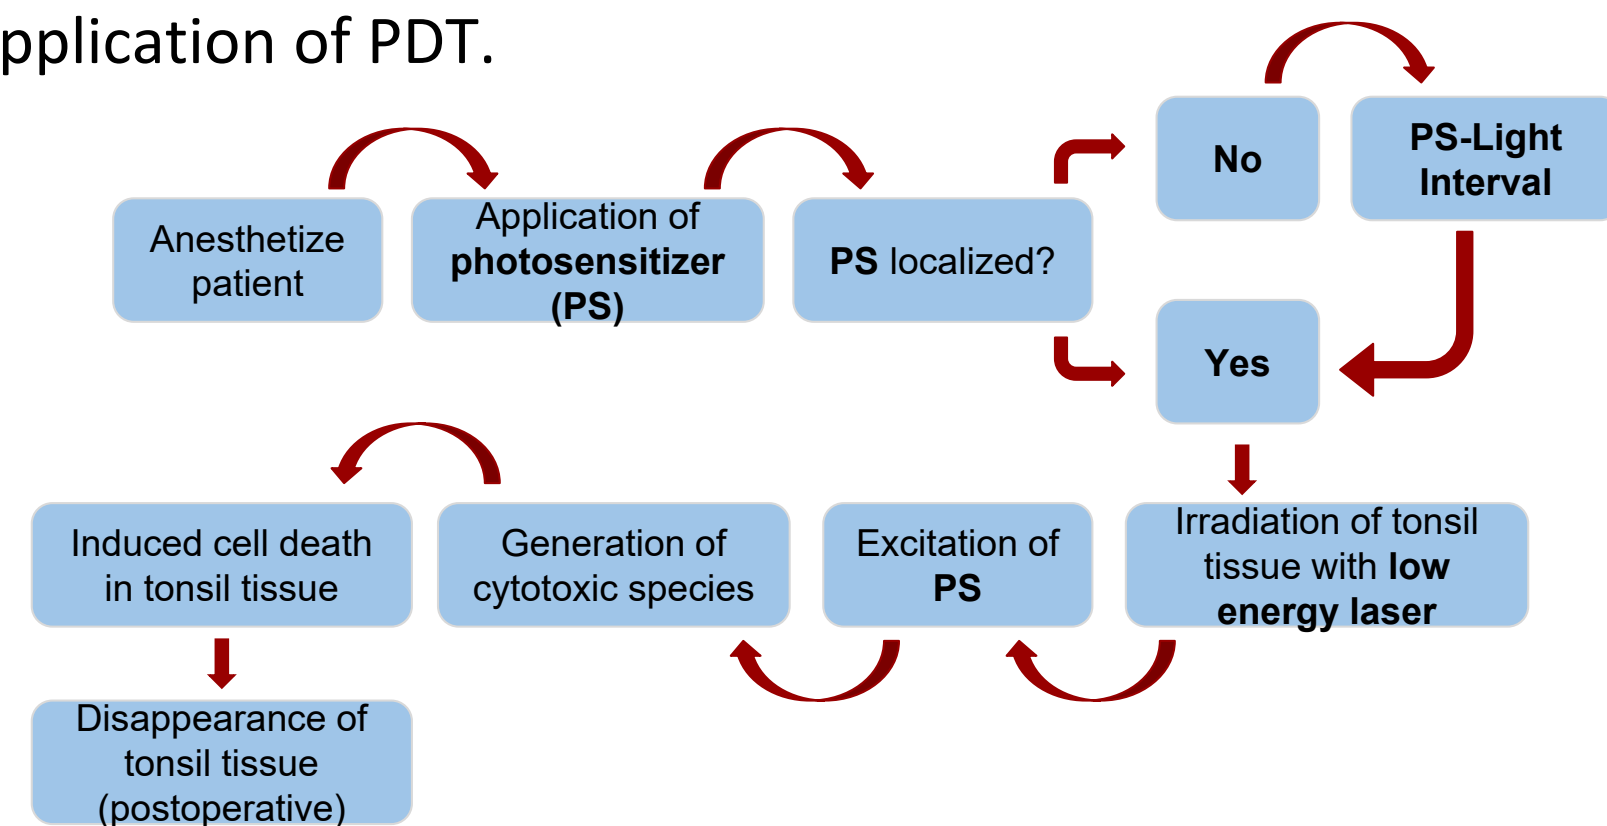 pplication of PDT.
Anesthetize
patient
Application of
photosensitizer
(PS)
PS localized?
No
PS-Light
Interval
Yes
Irradiation of tonsil
tissue with low
energy laser
Excitation of
PS
Generation of
cytotoxic species
Induced cell death
in tonsil tissue
Disappearance of
tonsil tissue
(postoperative)